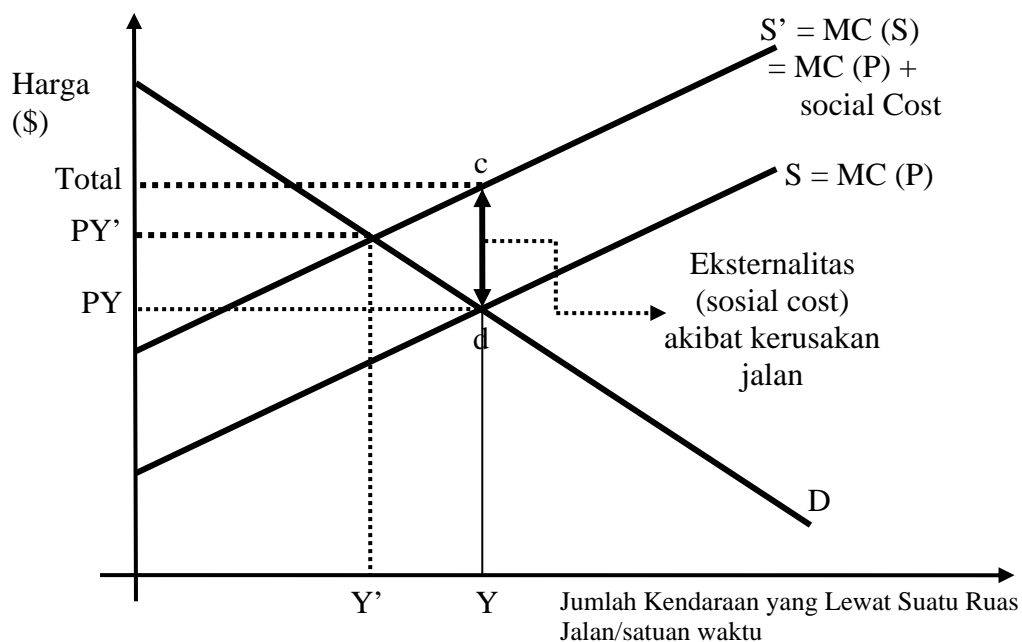 S’ = MC (S)
= MC (P) +
social Cost
Harga
($)
Total
c
S = MC (P)
PY’
Eksternalitas
(sosial cost)
akibat kerusakan
jalan
PY
d
D
Y’
Y
Jumlah Kendaraan yang Lewat Suatu Ruas
Jalan/satuan waktu